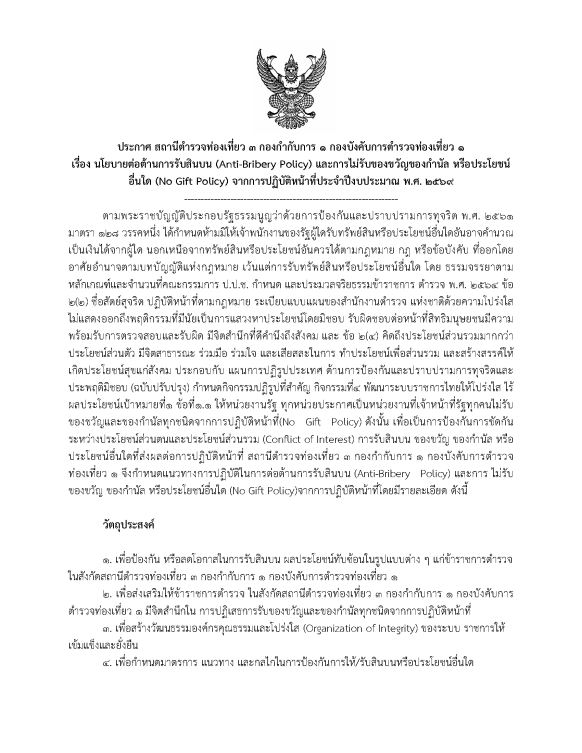 ประกาศ สถานีตำรวจท่องเที่ยว ๓ กองกำกับการ ๑ กองบังคับการตำรวจท่องเที่ยว ๑
เรื่อง นโยบายต่อต้านการรับสินบน (Anti-Bribery Policy) และการไม่รับของขวัญของกำนัล หรือประโยชน์
อื่นใด (No Gift Policy) จากการปฏิบัติหน้าที่ประจำปีงบประมาณ พ.ศ. ๒๕๖๙
ตามพระราชบัญญัติประกอบรัฐธรรมนูญว่าด้วยการป้องกันและปราบปรามการทุจริต พ.ศ. ๒๕๖๑
มาตรา ๑๒๘ วรรคหนึ่ง ได้กำหนดห้ามมิให้เจ้าพนักงานของรัฐผู้ใดรับทรัพย์สินหรือประโยชน์อื่นใดอันอาจคำนวณ
เป็นเงินได้จากผู้ใด นอกเหนือจากทรัพย์สินหรือประโยชน์อันควรได้ตามกฎหมาย กฎ หรือข้อบังคับ ที่ออกโดย
อาศัยอำนาจตามบทบัญญัติแห่งกฎหมาย เว้นแต่การรับทรัพย์สินหรือประโยชน์อื่นใด โดย ธรรมจรรยาตาม
หลักเกณฑ์และจำนวนที่คณะกรรมการ ป.ป.ช. กำหนด และประมวลจริยธรรมข้าราชการ ตำรวจ พ.ศ. ๒๕๖๔ ข้อ
๒(๒) ซื่อสัตย์สุจริต ปฏิบัติหน้าที่ตามกฎหมาย ระเบียบแบบแผนของสำนักงานตำรวจ แห่งชาติด้วยความโปร่งใส
ไม่แสดงออกถึงพฤติกรรมที่มีนัยเป็นการแสวงหาประโยชน์โดยมิชอบ รับผิดชอบต่อหน้าที่สิทธิมนุษยชนมีความ
พร้อมรับการตรวจสอบและรับผิด มีจิตสำนึกที่ดีคำนึงถึงสังคม และ ข้อ ๒(๔) คิดถึงประโยชน์ส่วนรวมมากกว่า
ประโยชน์ส่วนตัว มีจิตสาธารณะ ร่วมมือ ร่วมใจ และเสียสละในการ ทำประโยชน์เพื่อส่วนรวม และสร้างสรรค์ให้
เกิดประโยชน์สุขแก่สังคม ประกอบกับ แผนการปฏิรูปประเทศ ด้านการป้องกันและปราบปรามการทุจริตและ
ประพฤติมิชอบ (ฉบับปรับปรุง) กำหนดกิจกรรมปฏิรูปที่สำคัญ กิจกรรมที่๔ พัฒนาระบบราชการไทยให้โปร่งใส ไร้
ผลประโยชน์เป้าหมายที่๑ ข้อที่๑.๑ ให้หน่วยงานรัฐ ทุกหน่วยประกาศเป็นหน่วยงานที่เจ้าหน้าที่รัฐทุกคนไม่รับ
ของขวัญและของกำนัลทุกชนิดจากการปฏิบัติหน้าที่(No Gift Policy) ดังนั้น เพื่อเป็นการป้องกันการขัดกัน
ระหว่างประโยชน์ส่วนตนและประโยชน์ส่วนรวม (Conflict of Interest) การรับสินบน ของขวัญ ของกำนัล หรือ
ประโยชน์อื่นใดที่ส่งผลต่อการปฏิบัติหน้าที่ สถานีตำรวจท่องเที่ยว ๓ กองกำกับการ ๑ กองบังคับการตำรวจ
ท่องเที่ยว ๑ จึงกำหนดแนวทางการปฏิบัติในการต่อต้านการรับสินบน (Anti-Bribery Policy) และการ ไม่รับ
ของขวัญ ของกำนัล หรือประโยชน์อื่นใด (No Gift Policy)จากการปฏิบัติหน้าที่โดยมีรายละเอียด ดังนี้
วัตถุประสงค์
๑. เพื่อป้องกัน หรือลดโอกาสในการรับสินบน ผลประโยชน์ทับซ้อนในรูปแบบต่าง ๆ แก่ข้าราชการตำรวจ
ในสังกัดสถานีตำรวจท่องเที่ยว ๓ กองกำกับการ ๑ กองบังคับการตำรวจท่องเที่ยว ๑
๒. เพื่อส่งเสริมให้ข้าราชการตำรวจ ในสังกัดสถานีตำรวจท่องเที่ยว ๓ กองกำกับการ ๑ กองบังคับการ
ตำรวจท่องเที่ยว ๑ มีจิตสำนึกใน การปฏิเสธการรับของขวัญและของกำนัลทุกชนิดจากการปฏิบัติหน้าที่
๓. เพื่อสร้างวัฒนธรรมองค์กรคุณธรรมและโปร่งใส (Organization of Integrity) ของระบบ ราชการให้
เข้มแข็งและยั่งยืน
๔. เพื่อกำหนดมาตรการ แนวทาง และกลไกในการป้องกันการให้/รับสินบนหรือประโยชน์อื่นใด